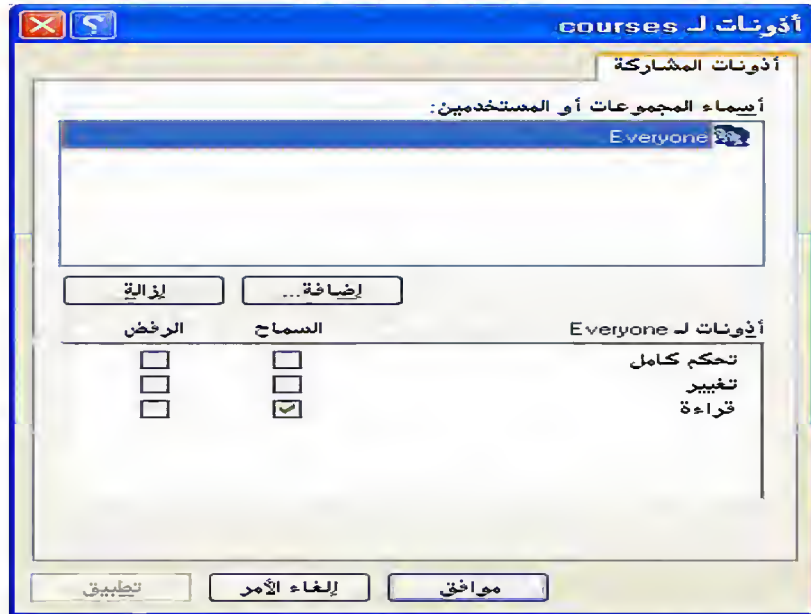 أذونات لـ courses
أذونات المشاركة
أسماء المجموعات أو المستخدمين:
Everyone
إضافة... إزالة
أذونات لـ Everyone السماح الرفض
تحكم كامل
تغيير
قراءة
موافق إلغاء الأمر تطبيق